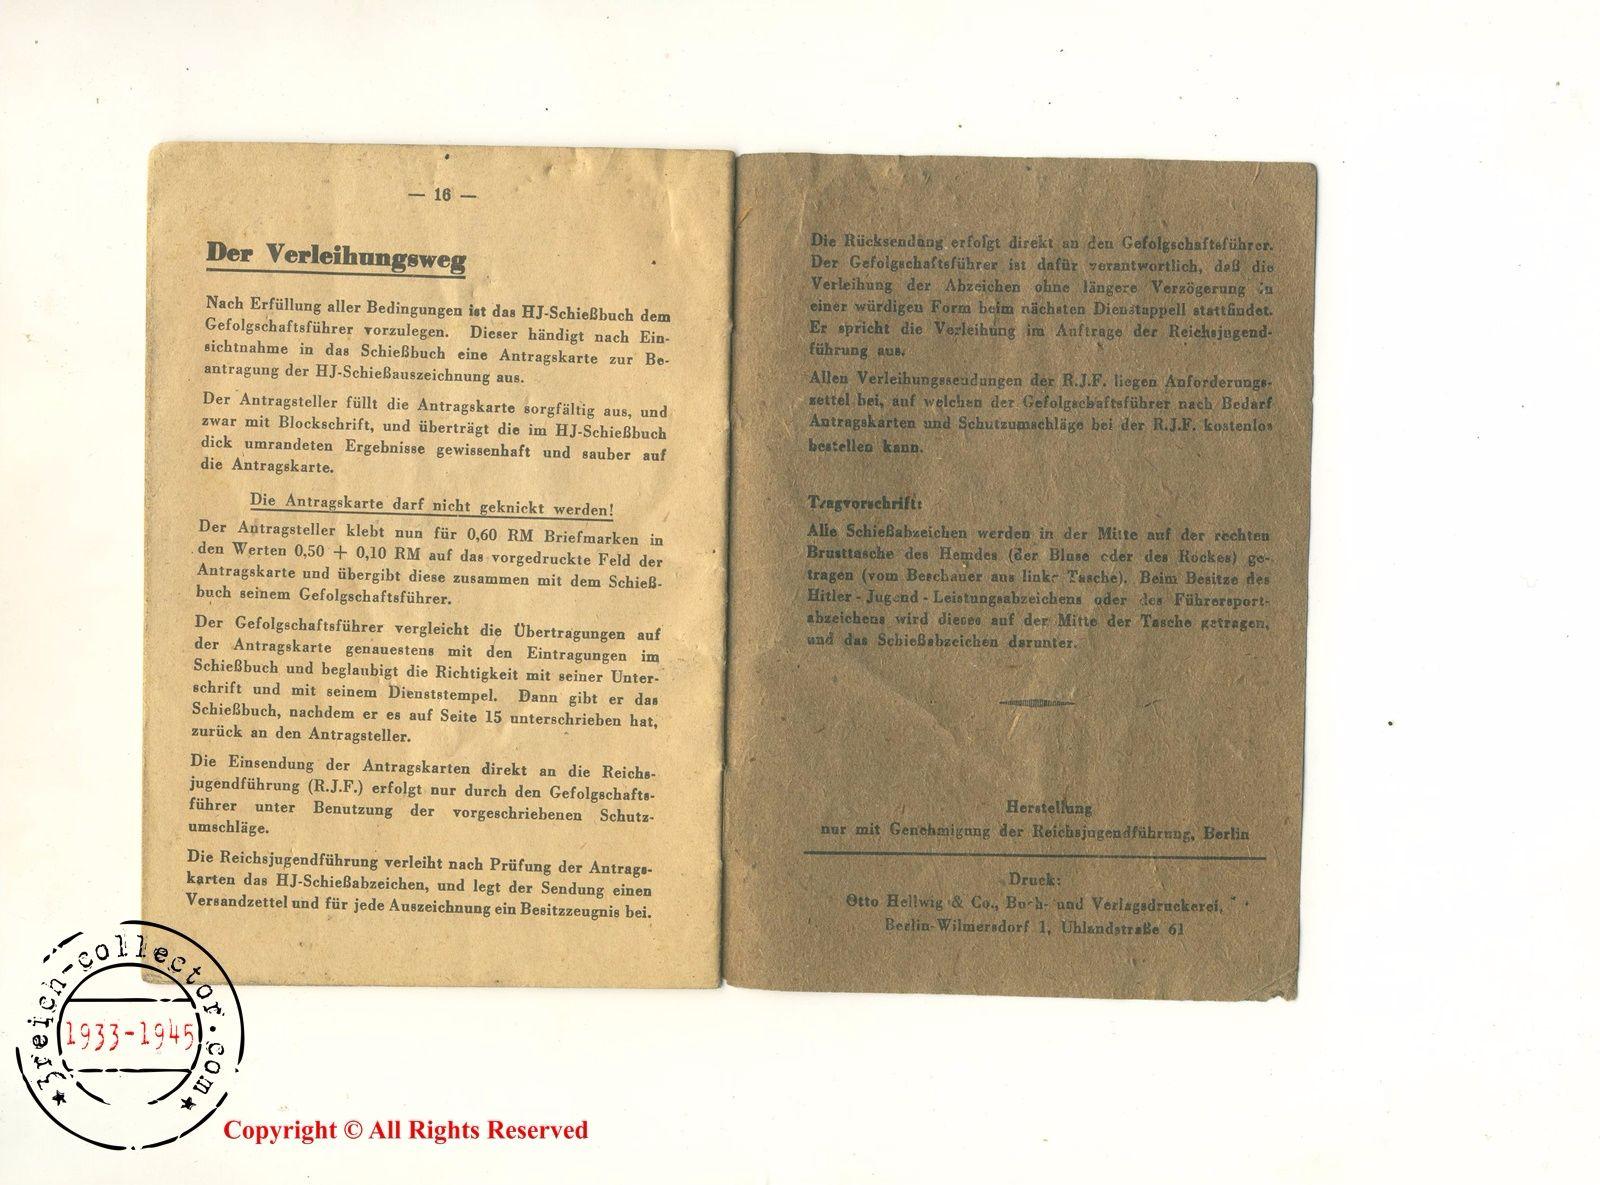 — 16 —
Der Verleihungsweg
Nach Erfüllung aller Bedingungen ist das HJ-Schießbuch dem
Gefolgschaftsführer vorzulegen. Dieser händigt nach Ein-
sichtnahme in das Schießbuch eine Antragskarte zur Be-
antragung der HJ-Schießauszeichnung aus.
Der Antragsteller füllt die Antragskarte sorgfältig aus, und
zwar mit Blockschrift, und überträgt die im HJ-Schießbuch
dick umrandeten Ergebnisse gewissenhaft und sauber auf
die Antragskarte.
Die Antragskarte darf nicht geknickt werden!
Der Antragsteller klebt nun für 0,60 RM Briefmarken in
den Werten 0,50 + 0,10 RM auf das vorgedruckte Feld der
Antragskarte und übergibt diese zusammen mit dem Schieß-
buch seinem Gefolgschaftsführer.
Der Gefolgschaftsführer vergleicht die Übertragungen auf
der Antragskarte genauestens mit den Eintragungen im
Schießbuch und beglaubigt die Richtigkeit mit seiner Unter-
schrift und mit seinem Dienststempel. Dann gibt er das
Schießbuch, nachdem er es auf Seite 15 unterschrieben hat,
zurück an den Antragsteller.
Die Einsendung der Antragskarten direkt an die Reichs-
jugendführung (R.J.F.) erfolgt nur durch den Gefolgschafts-
führer unter Benutzung der vorgeschriebenen Schutz-
umschläge.
Die Reichsjugendführung verleiht nach Prüfung der Antrags-
karten das HJ-Schießabzeichen, und legt der Sendung einen
Versandzettel und für jede Auszeichnung ein Besitzzeugnis bei.
Die Rücksendung erfolgt direkt an den Gefolgschaftsführer.
Der Gefolgschaftsführer ist dafür verantwortlich, daß die
Verleihung der Abzeichen ohne längere Verzögerung in
einer würdigen Form beim nächsten Dienstappell stattfindet.
Er spricht die Verleihung im Auftrage der Reichsjugend-
führung aus.
Allen Verleihungssendungen der R.J.F. liegen Anforderungs-
zettel bei, auf welchen der Gefolgschaftsführer nach Bedarf
Antragskarten und Schutzumschläge bei der R.J.F. kostenlos
bestellen kann.
Tragvorschrift:
Alle Schießabzeichen werden in der Mitte auf der rechten
Brusttasche des Hemdes (der Bluse oder des Rockes) ge-
tragen (vom Beschauer aus linke Tasche). Beim Besitze des
Hitler-Jugend-Leistungsabzeichens oder des Führersport-
abzeichens wird dieses auf der Mitte der Tasche getragen,
und das Schießabzeichen darunter.
Herstellung
nur mit Genehmigung der Reichsjugendführung, Berlin
Druck:
Otto Hellwig & Co., Buch- und Verlagsdruckerei,
Berlin-Wilmersdorf 1, Uhlandstraße 61
3reich-collector.com
1933-1945
Copyright © All Rights Reserved